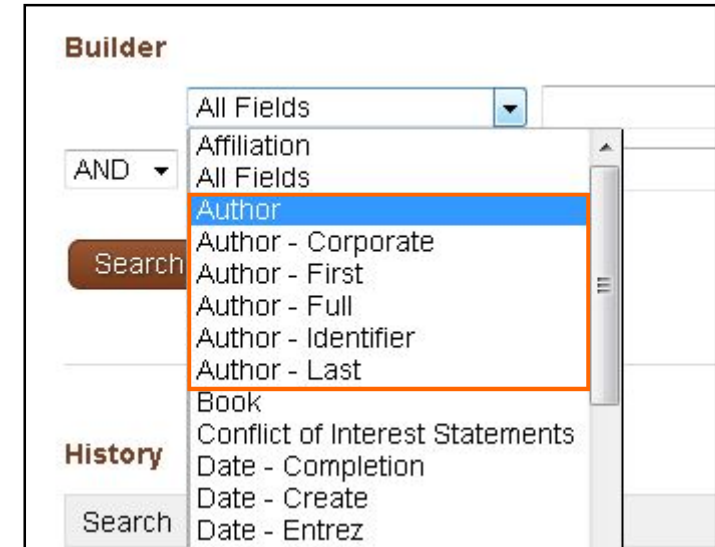 Builder
All Fields
Affiliation
AND
All Fields
Author
Author - Corporate
Search
Author - First
Author - Full
Author - Identifier
Author - Last
Book
Conflict of Interest Statements
History
Date - Completion
Date - Create
Search
Date - Entrez